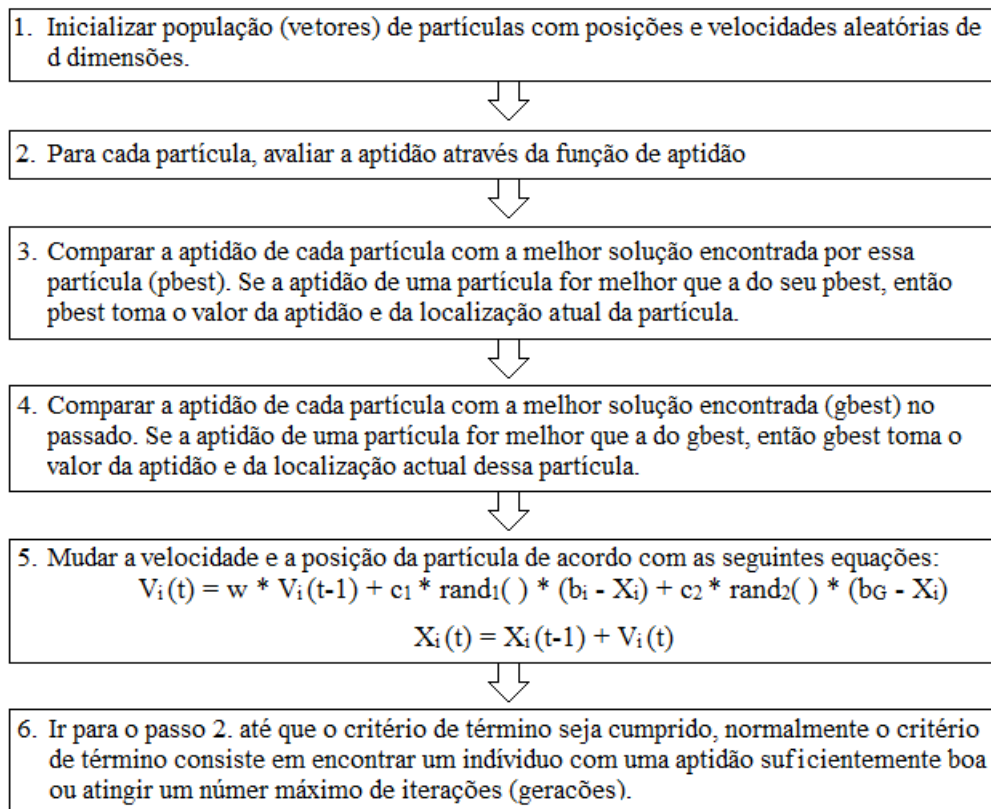 1. Inicializar população (vetores) de partículas com posições e velocidades aleatórias de
d dimensões.
2. Para cada partícula, avaliar a aptidão através da função de aptidão
3. Comparar a aptidão de cada partícula com a melhor solução encontrada por essa
partícula (pbest). Se a aptidão de uma partícula for melhor que a do seu pbest, então
pbest toma o valor da aptidão e da localização atual da partícula.
4. Comparar a aptidão de cada partícula com a melhor solução encontrada (gbest) no
passado. Se a aptidão de uma partícula for melhor que a do gbest, então gbest toma o
valor da aptidão e da localização actual dessa partícula.
5. Mudar a velocidade e a posição da partícula de acordo com as seguintes equações:
Vᵢ(t) = w * Vᵢ(t-1) + c₁ * rand₁( ) * (bᵢ - Xᵢ) + c₂ * rand₂( ) * (b_G - Xᵢ)
Xᵢ(t) = Xᵢ(t-1) + Vᵢ(t)
6. Ir para o passo 2. até que o critério de término seja cumprido, normalmente o critério
de término consiste em encontrar um indíviduo com uma aptidão suficientemente boa
ou atingir um númer máximo de iterações (geracões).